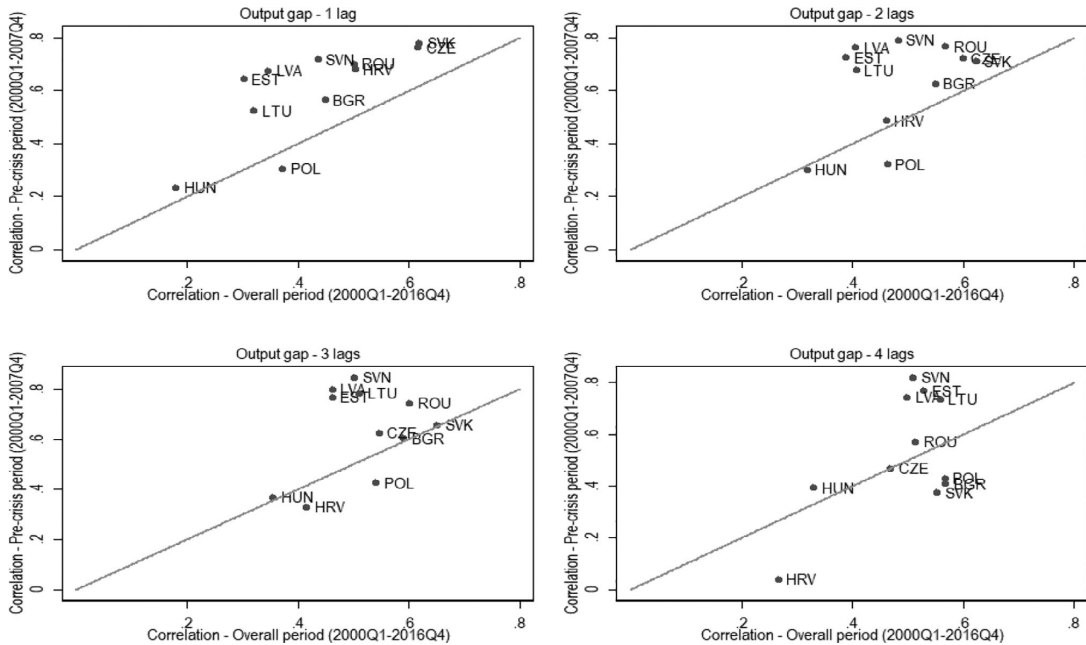 Output gap - 1 lag
Correlation - Pre-crisis period (2000Q1-2007Q4)
.8
.6
.4
.2
0
SVK
CZE
SVN
ROU
HRV
LVA
EST
BGR
LTU
POL
HUN
.2 .4 .6 .8
Correlation - Overall period (2000Q1-2016Q4)
Output gap - 2 lags
Correlation - Pre-crisis period (2000Q1-2007Q4)
.8
.6
.4
.2
0
SVN
LVA
ROU
EST
CZE
SVK
LTU
BGR
HRV
POL
HUN
.2 .4 .6 .8
Correlation - Overall period (2000Q1-2016Q4)
Output gap - 3 lags
Correlation - Pre-crisis period (2000Q1-2007Q4)
.8
.6
.4
.2
0
SVN
LVA
LTU
EST
ROU
SVK
CZE
BGR
POL
HUN
HRV
.2 .4 .6 .8
Correlation - Overall period (2000Q1-2016Q4)
Output gap - 4 lags
Correlation - Pre-crisis period (2000Q1-2007Q4)
.8
.6
.4
.2
0
SVN
EST
LVA
LTU
ROU
CZE
POL
BGR
HUN
SVK
HRV
.2 .4 .6 .8
Correlation - Overall period (2000Q1-2016Q4)